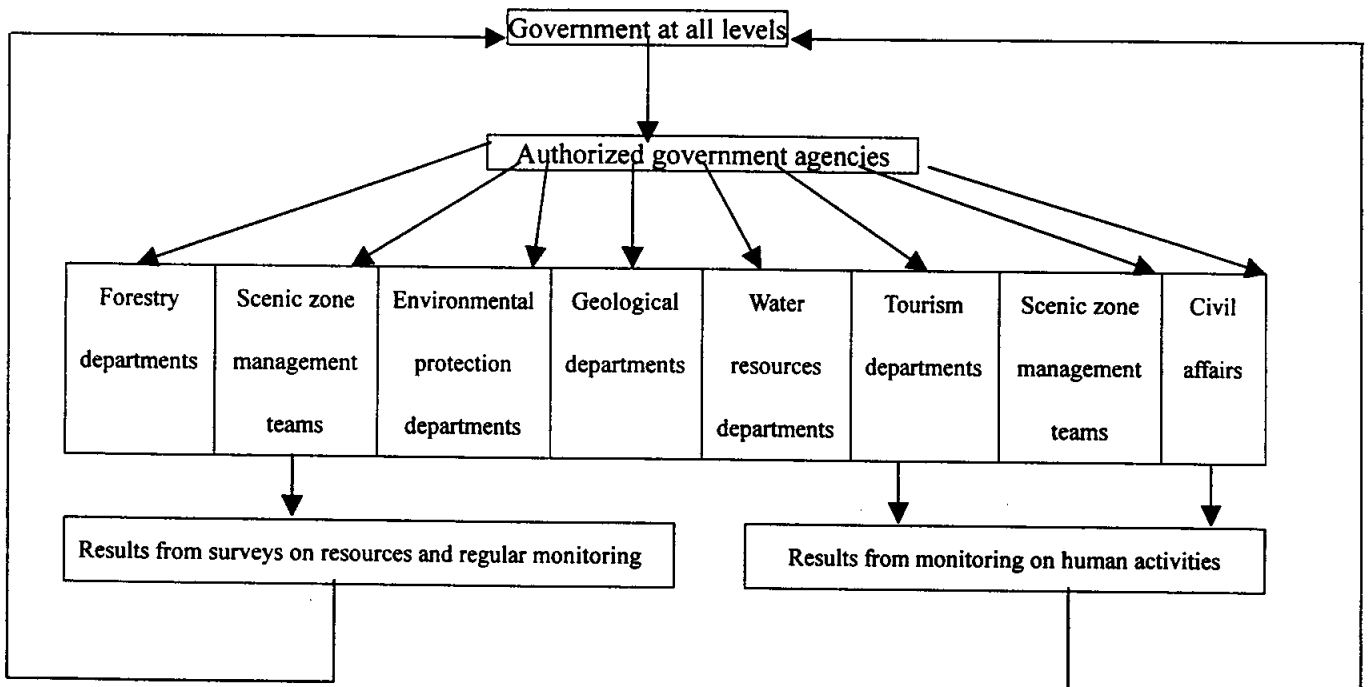 Government at all levels
Authorized government agencies
Forestry
departments
Scenic zone
management
teams
Environmental
protection
departments
Geological
departments
Water
resources
departments
Tourism
departments
Scenic zone
management
teams
Civil
affairs
Results from surveys on resources and regular monitoring
Results from monitoring on human activities